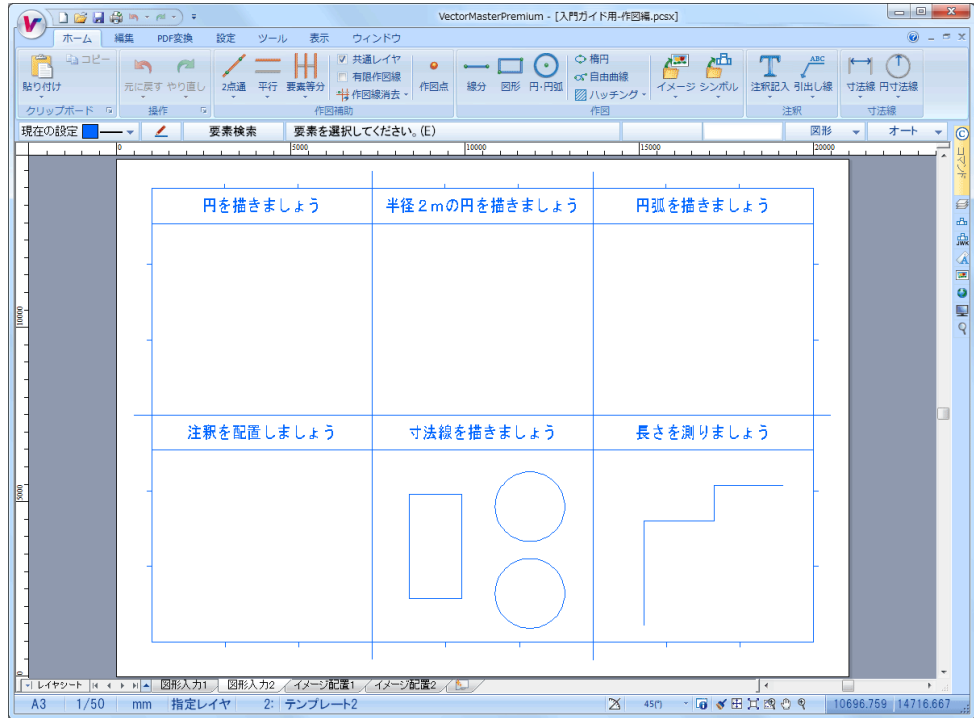 VectorMasterPremium - [入門ガイド用-作図編.pcsx]
ホーム 編集 PDF変換 設定 ツール 表示 ウィンドウ
貼り付け コピー 元に戻す やり直し 2点通 平行 要素等分 共通レイヤ 作図点 線分 図形 円・円弧 楕円 イメージ シンボル 注釈記入 引出し線 寸法線 円寸法線
有限作図線 自由曲線
作図線消去 ハッチング
クリップボード 操作 作図補助 作図 注釈 寸法線
現在の設定 要素検索 要素を選択してください。(E) 図形 オート
コマンド
0 5000 10000 15000 20000
円を描きましょう 半径2mの円を描きましょう 円弧を描きましょう
10000
注釈を配置しましょう 寸法線を描きましょう 長さを測りましょう
5000
0
レイヤシート 図形入力1 図形入力2 イメージ配置1 イメージ配置2
A3 1/50 mm 指定レイヤ 2: テンプレート2 45(°) 10696.759 14716.667